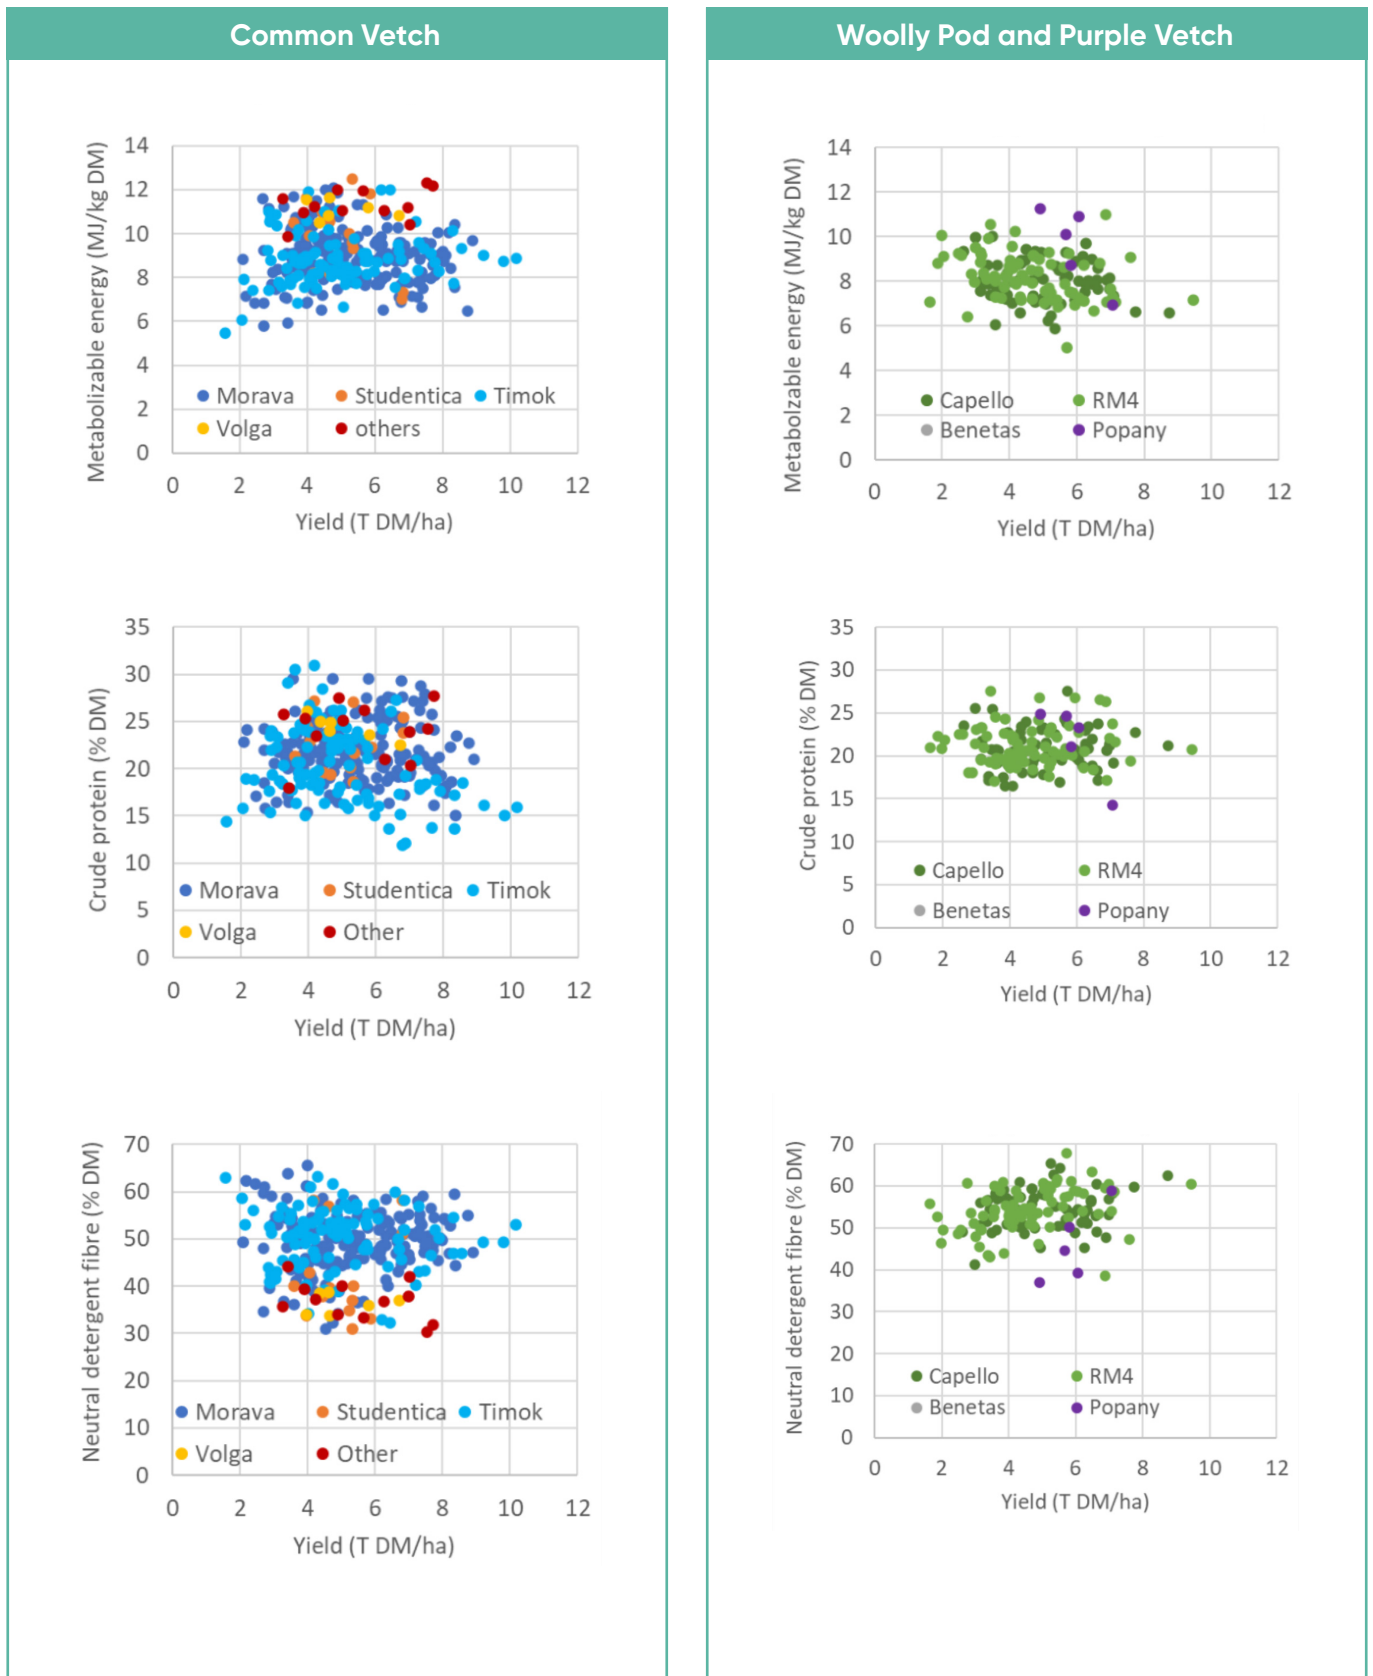 Common Vetch
Metabolizable energy (MJ/kg DM)
14
12
10
8
6
4
2
0
Morava
Studentica
Timok
Volga
others
0 2 4 6 8 10 12
Yield (T DM/ha)
Crude protein (% DM)
35
30
25
20
15
10
5
0
Morava
Studentica
Timok
Volga
Other
0 2 4 6 8 10 12
Yield (T DM/ha)
Neutral detergent fibre (% DM)
70
60
50
40
30
20
10
0
Morava
Studentica
Timok
Volga
Other
0 2 4 6 8 10 12
Yield (T DM/ha)
Woolly Pod and Purple Vetch
Metabolzable energy (MJ/kg DM)
14
12
10
8
6
4
2
0
Capello
RM4
Benetas
Popany
0 2 4 6 8 10 12
Yield (T DM/ha)
Crude protein (% DM)
35
30
25
20
15
10
5
0
Capello
RM4
Benetas
Popany
0 2 4 6 8 10 12
Yield (T DM/ha)
Neutral detergent fibre (% DM)
70
60
50
40
30
20
10
0
Capello
RM4
Benetas
Popany
0 2 4 6 8 10 12
Yield (T DM/ha)